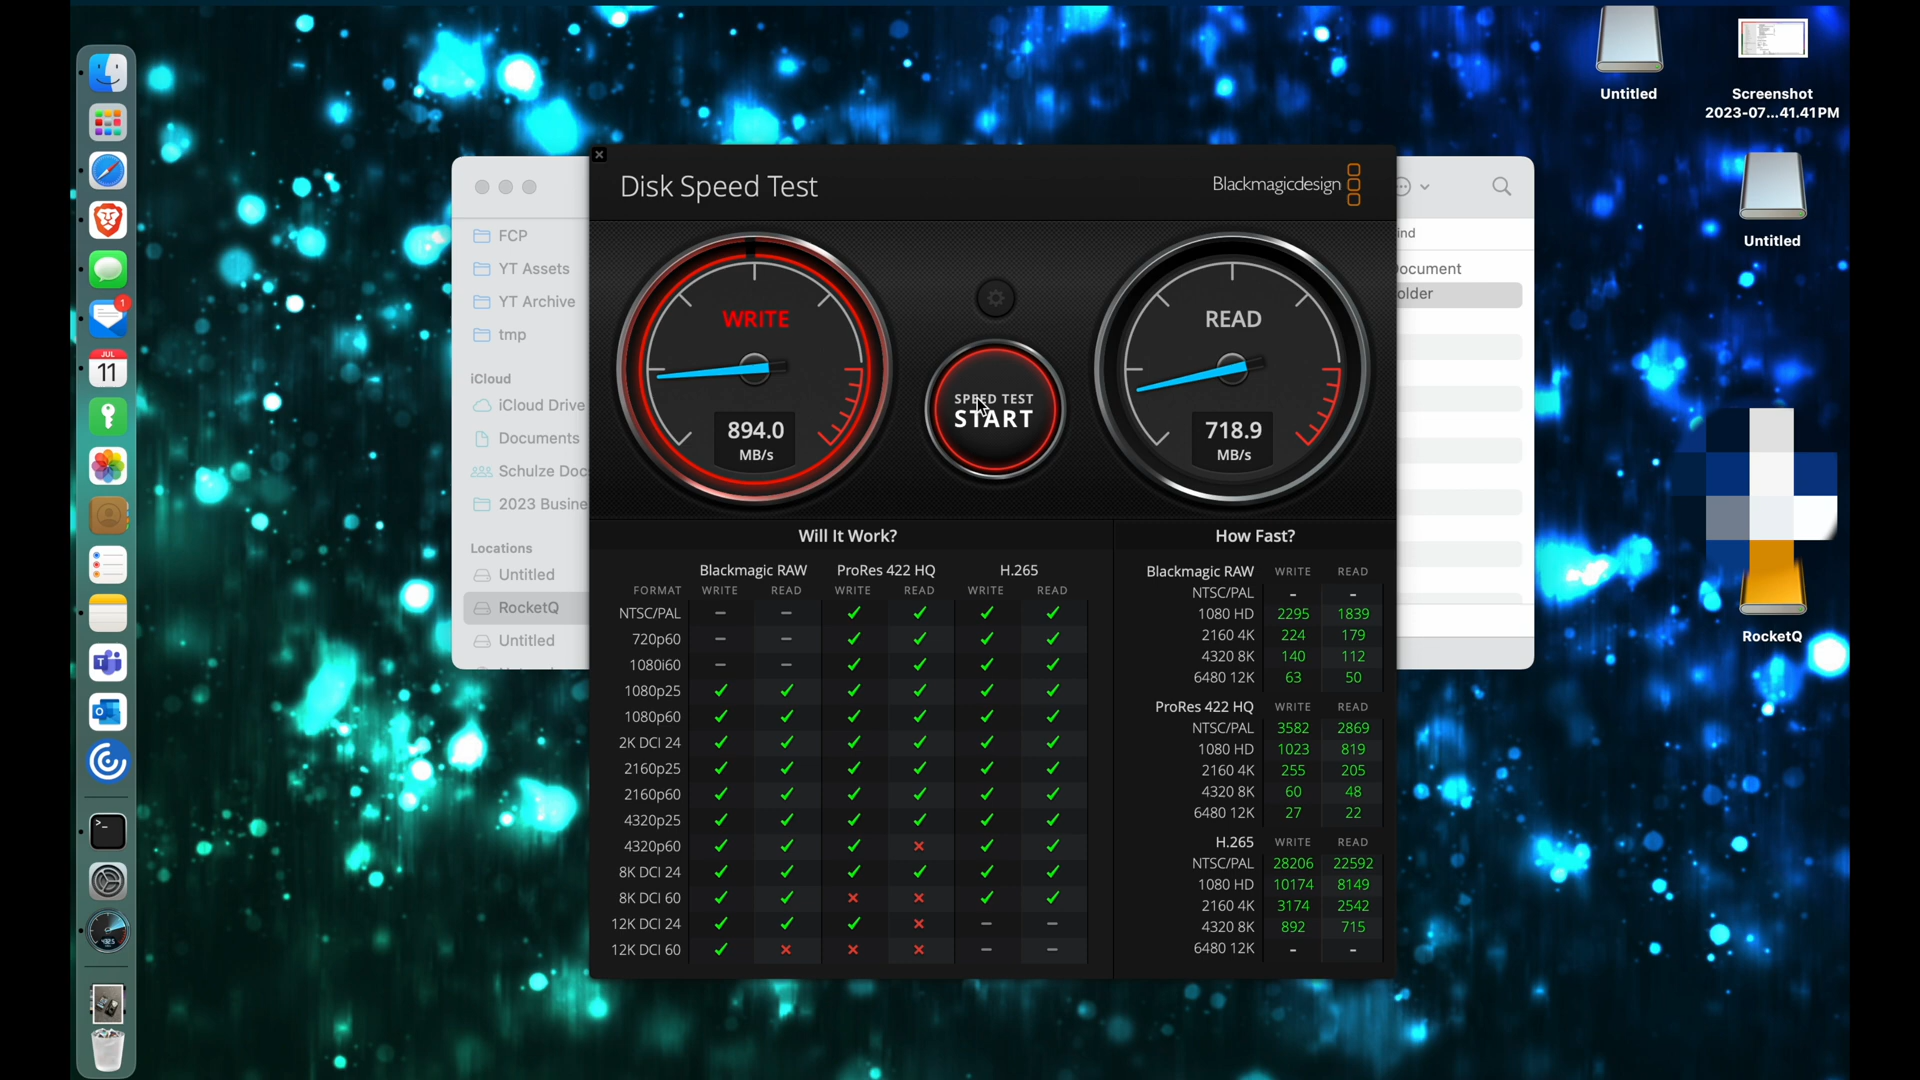 Untitled
Screenshot
2023-07...41.41PM
Untitled
RocketQ
1
JUL
11
FCP
YT Assets
YT Archive
tmp
iCloud
iCloud Drive
Documents
Schulze Doc
2023 Busine
Locations
Untitled
RocketQ
Untitled
ind
ocument
older
Disk Speed Test
Blackmagicdesign
WRITE
894.0
MB/s
SPEED TEST
START
READ
718.9
MB/s
Will It Work?
Blackmagic RAW ProRes 422 HQ H.265
FORMAT WRITE READ WRITE READ WRITE READ
NTSC/PAL – – ✓ ✓ ✓ ✓
720p60 – – ✓ ✓ ✓ ✓
1080i60 – – ✓ ✓ ✓ ✓
1080p25 ✓ ✓ ✓ ✓ ✓ ✓
1080p60 ✓ ✓ ✓ ✓ ✓ ✓
2K DCI 24 ✓ ✓ ✓ ✓ ✓ ✓
2160p25 ✓ ✓ ✓ ✓ ✓ ✓
2160p60 ✓ ✓ ✓ ✓ ✓ ✓
4320p25 ✓ ✓ ✓ ✓ ✓ ✓
4320p60 ✓ ✓ ✓ × ✓ ✓
8K DCI 24 ✓ ✓ ✓ ✓ ✓ ✓
8K DCI 60 ✓ ✓ × × ✓ ✓
12K DCI 24 ✓ ✓ ✓ × – –
12K DCI 60 ✓ × × × – –
How Fast?
Blackmagic RAW WRITE READ
NTSC/PAL - -
1080 HD 2295 1839
2160 4K 224 179
4320 8K 140 112
6480 12K 63 50
ProRes 422 HQ WRITE READ
NTSC/PAL 3582 2869
1080 HD 1023 819
2160 4K 255 205
4320 8K 60 48
6480 12K 27 22
H.265 WRITE READ
NTSC/PAL 28206 22592
1080 HD 10174 8149
2160 4K 3174 2542
4320 8K 892 715
6480 12K - -